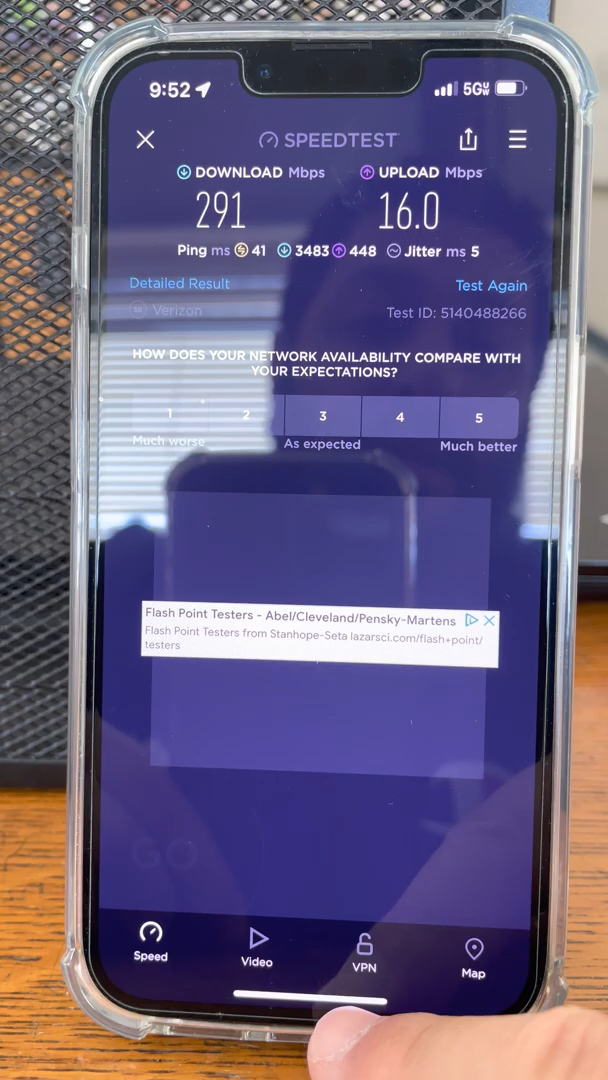 9:52 5GUW
SPEEDTEST
DOWNLOAD Mbps UPLOAD Mbps
291 16.0
Ping ms 41 3483 448 Jitter ms 5
Detailed Result Test Again
Verizon Test ID: 5140488266
HOW DOES YOUR NETWORK AVAILABILITY COMPARE WITH
YOUR EXPECTATIONS?
1 2 3 4 5
Much worse As expected Much better
Flash Point Testers - Abel/Cleveland/Pensky-Martens
Flash Point Testers from Stanhope-Seta lazarsci.com/flash+point/
testers
GO
Speed Video VPN Map